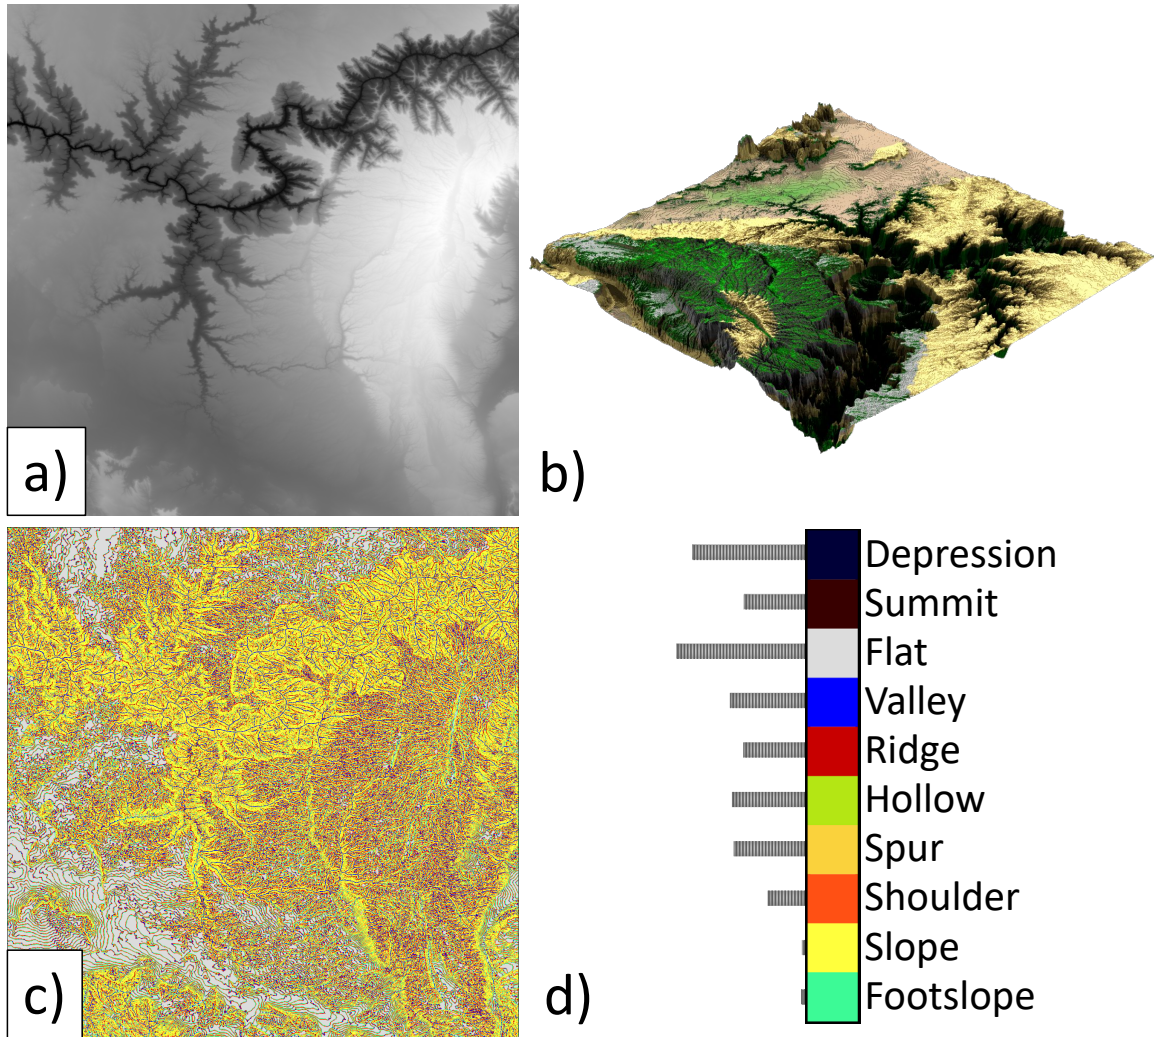 a)
b)
c)
d)
Depression
Summit
Flat
Valley
Ridge
Hollow
Spur
Shoulder
Slope
Footslope